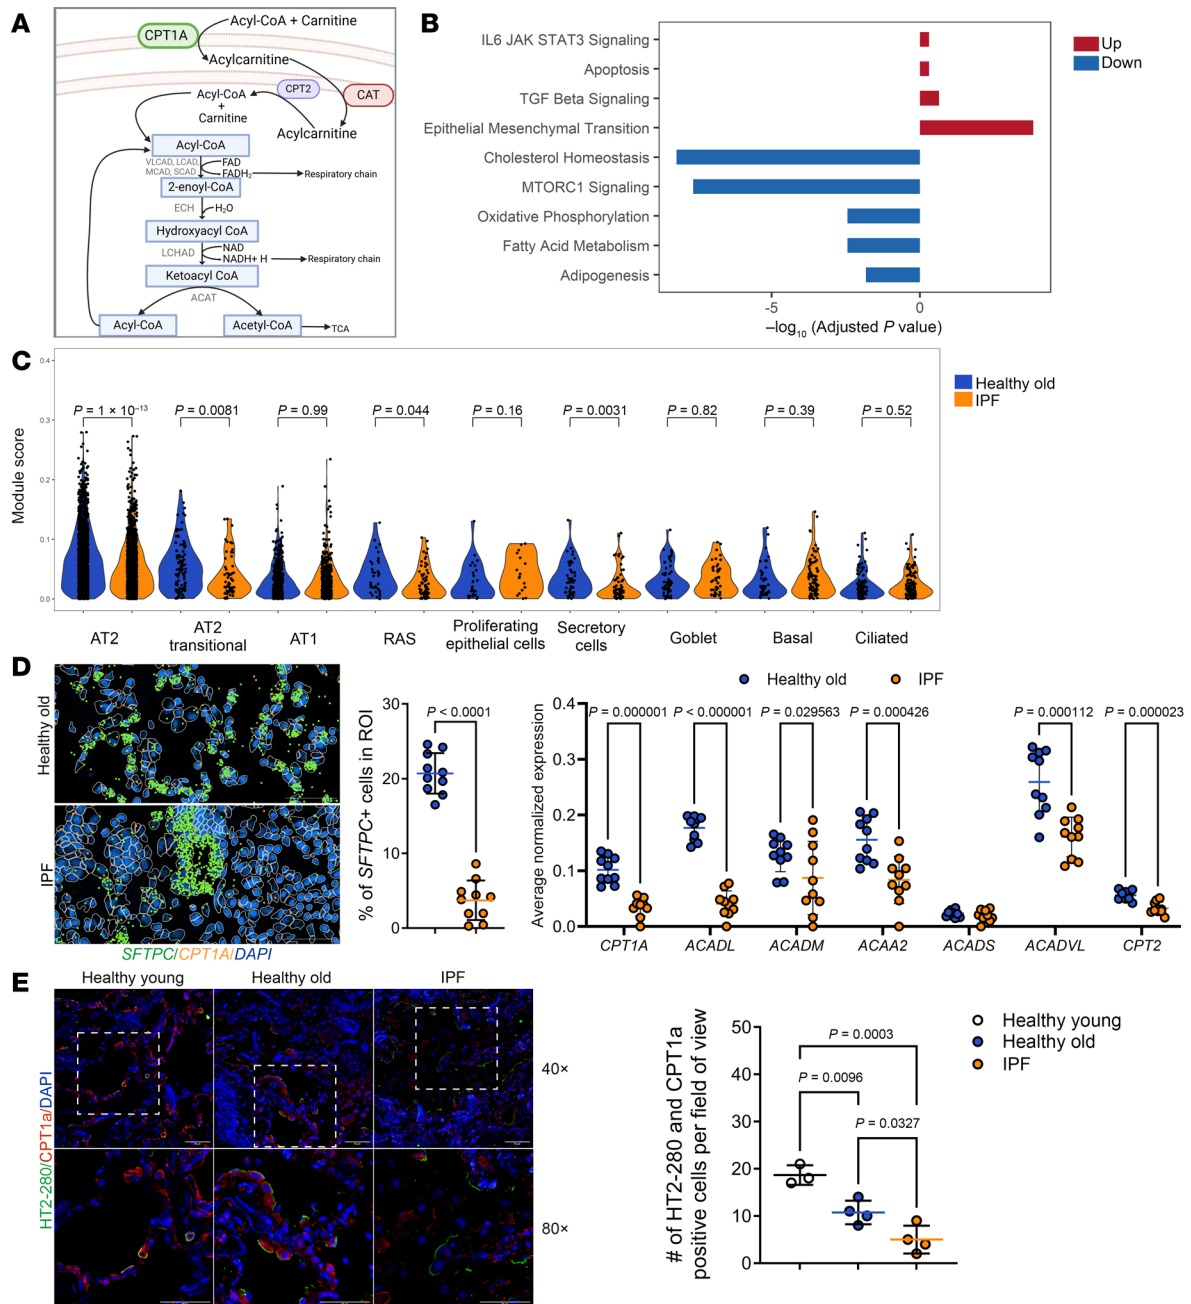 A
CPT1A
Acyl-CoA + Carnitine
Acylcarnitine
CPT2
CAT
Acyl-CoA
+
Carnitine
Acylcarnitine
Acyl-CoA
VLCAD, LCAD,
MCAD, SCAD
FAD
FADH2
Respiratory chain
2-enoyl-CoA
ECH
H2O
Hydroxyacyl CoA
LCHAD
NAD
NADH+ H
Respiratory chain
Ketoacyl CoA
ACAT
Acyl-CoA
Acetyl-CoA
TCA
B
IL6 JAK STAT3 Signaling
Apoptosis
TGF Beta Signaling
Epithelial Mesenchymal Transition
Cholesterol Homeostasis
MTORC1 Signaling
Oxidative Phosphorylation
Fatty Acid Metabolism
Adipogenesis
-5
0
–log10 (Adjusted P value)
Up
Down
C
Module score
0.4
0.3
0.2
0.1
0.0
P = 1 × 10−13
P = 0.0081
P = 0.99
P = 0.044
P = 0.16
P = 0.0031
P = 0.82
P = 0.39
P = 0.52
AT2
AT2
transitional
AT1
RAS
Proliferating
epithelial cells
Secretory
cells
Goblet
Basal
Ciliated
Healthy old
IPF
D
Healthy old
IPF
SFTPC/CPT1A/DAPI
% of SFTPC+ cells in ROI
30
20
10
0
P < 0.0001
Healthy old
IPF
Average normalized expression
0.4
0.3
0.2
0.1
0.0
P = 0.000001
P < 0.000001
P = 0.029563
P = 0.000426
P = 0.000112
P = 0.000023
CPT1A
ACADL
ACADM
ACAA2
ACADS
ACADVL
CPT2
E
Healthy young
Healthy old
IPF
HT2-280/CPT1a/DAPI
40×
80×
# of HT2-280 and CPT1a
positive cells per field of view
50
40
30
20
10
0
P = 0.0003
P = 0.0096
P = 0.0327
Healthy young
Healthy old
IPF